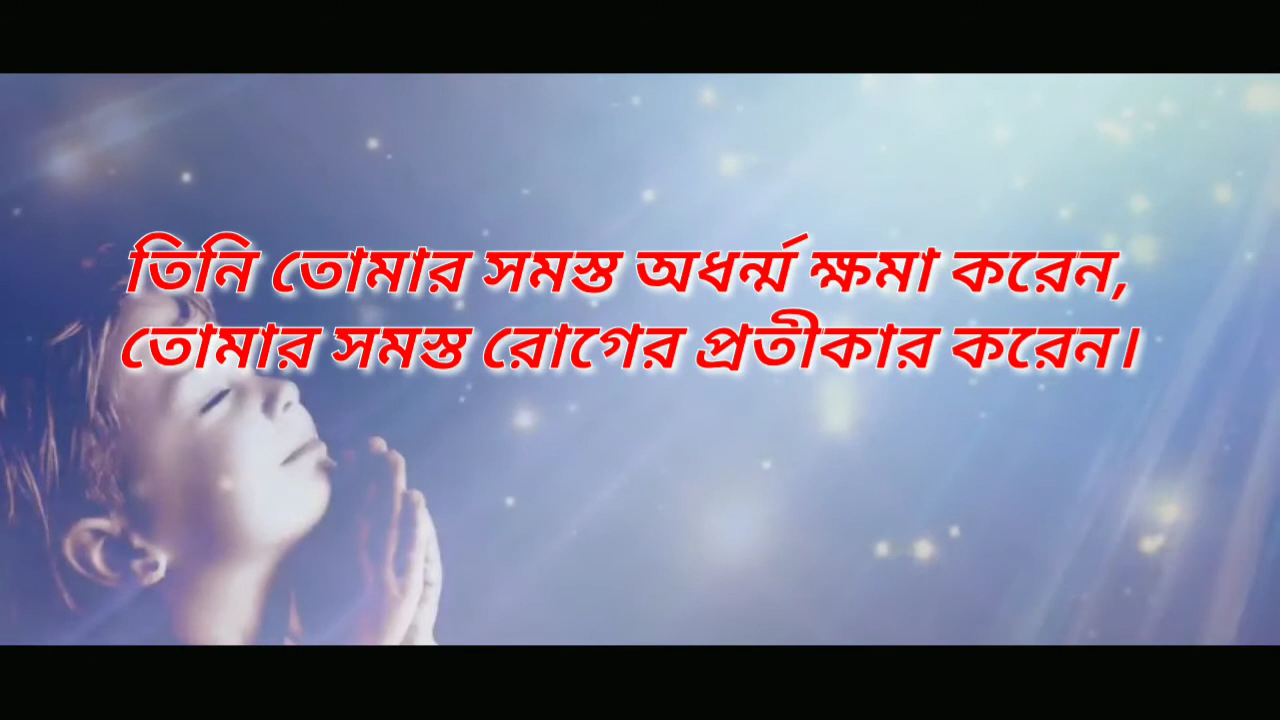 তিনি তোমার সমস্ত অধর্ম্ম ক্ষমা করেন,
তোমার সমস্ত রোগের প্রতীকার করেন।